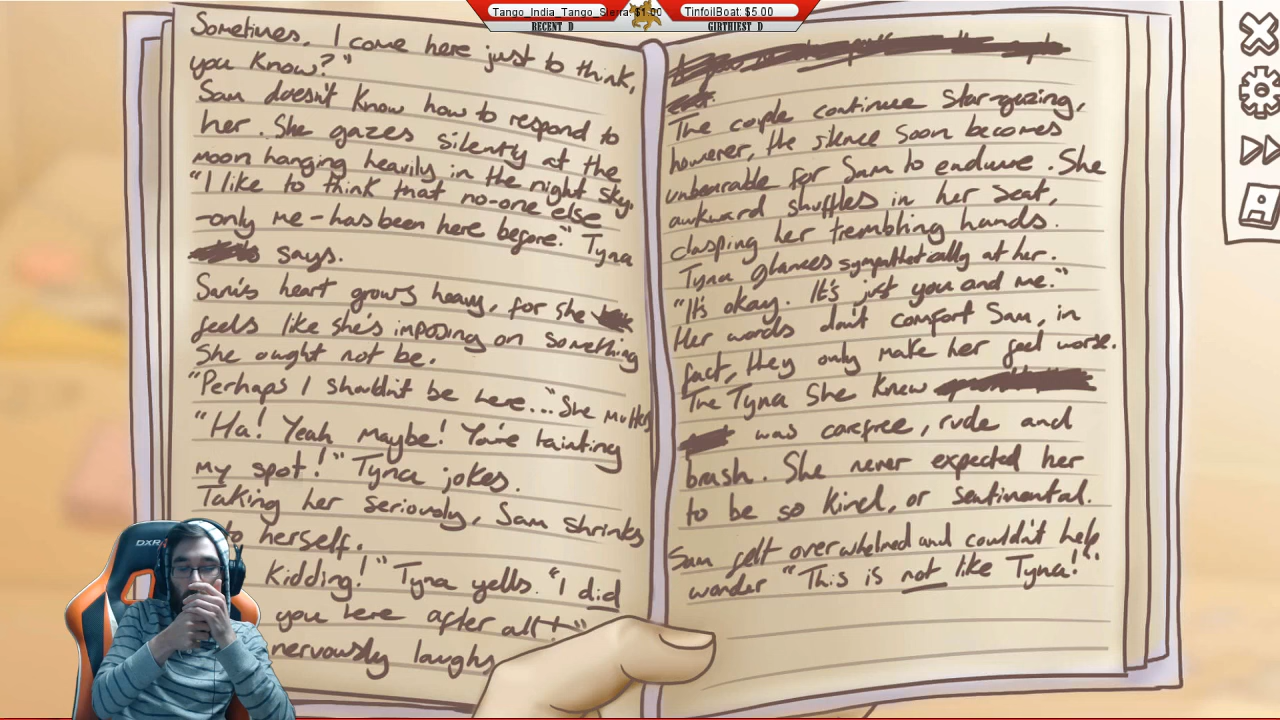 Tango_India_Tango_Sierra: $1.00
RECENT D
TinfoilBoat: $5.00
GIRTHIEST D
Sometimes, I come here just to think,
you know?"
Sam doesn't know how to respond to
her. She gazes silently at the
moon hanging heavily in the night sky.
"I like to think that no-one else
-only me-has been here before." Tyna
says.
Sam's heart grows heavy, for she
feels like she's imposing on something
She ought not be.
"Perhaps I shouldn't be here..." She mutters
"Ha! Yeah maybe! You're tainting
my spot!" Tyna jokes.
Taking her seriously, Sam shrinks
to herself.
Kidding!" Tyna yells. "I did
you here after all!"
nervously laughs
The couple continue star-gazing,
however, the silence soon becomes
unbearable for Sam to endure. She
awkward shuffles in her seat,
clasping her trembling hands.
Tyna glances sympathetically at her.
"It's okay. It's just you and me."
Her words don't comfort Sam, in
fact, they only make her feel worse.
The Tyna She knew
was carefree, rude and
brash. She never expected her
to be so kind, or sentimental.
Sam felt overwhelmed and couldn't help
wonder "This is not like Tyna!"
DXR